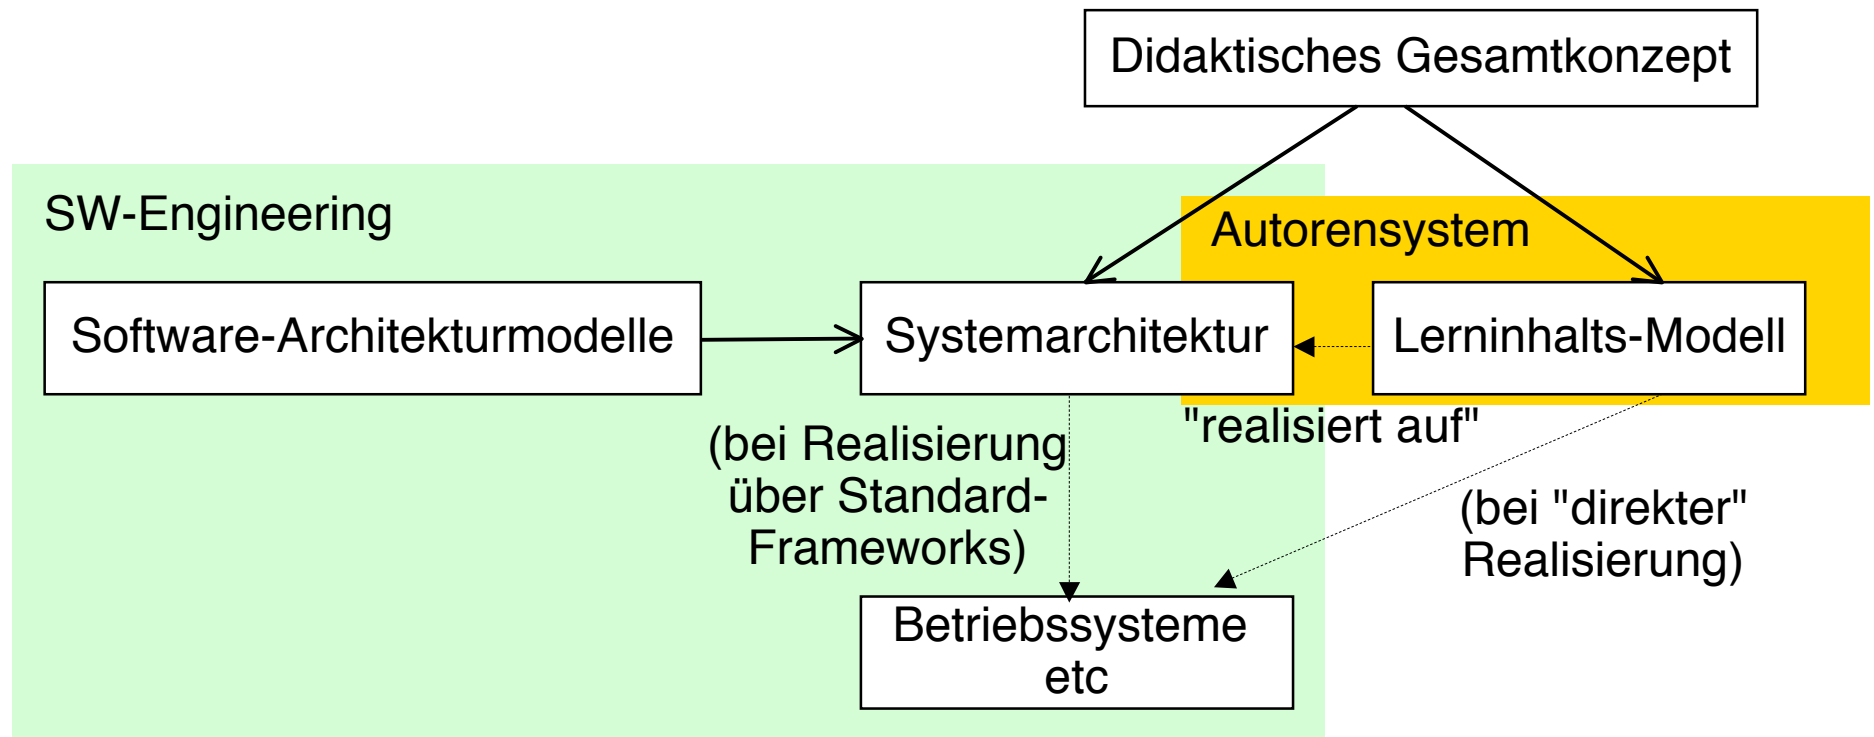 Didaktisches Gesamtkonzept
SW-Engineering
Autorensystem
Software-Architekturmodelle
Systemarchitektur
Lerninhalts-Modell
"realisiert auf"
(bei Realisierung
über Standard-
Frameworks)
(bei "direkter"
Realisierung)
Betriebssysteme
etc